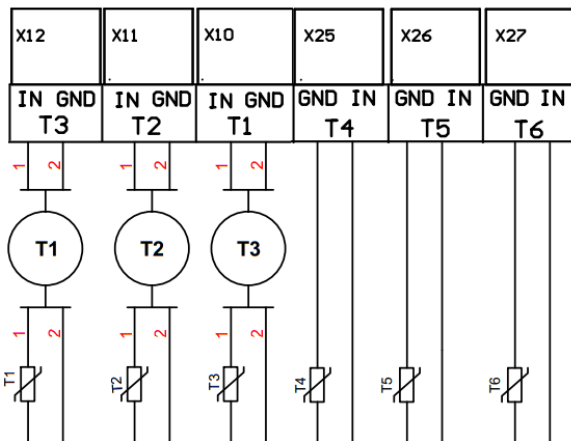 X12 X11 X10 X25 X26 X27
IN GND IN GND IN GND GND IN GND IN GND IN
T3 T2 T1 T4 T5 T6
1 2 1 2 1 2
T1 T2 T3
1 2 1 2 1 2
T1 T2 T3 T4 T5 T6